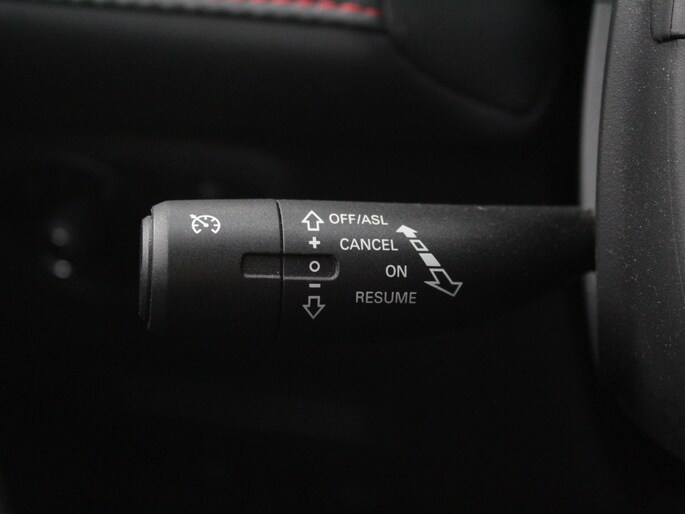 OFF/ASL
+ CANCEL
O ON
− RESUME